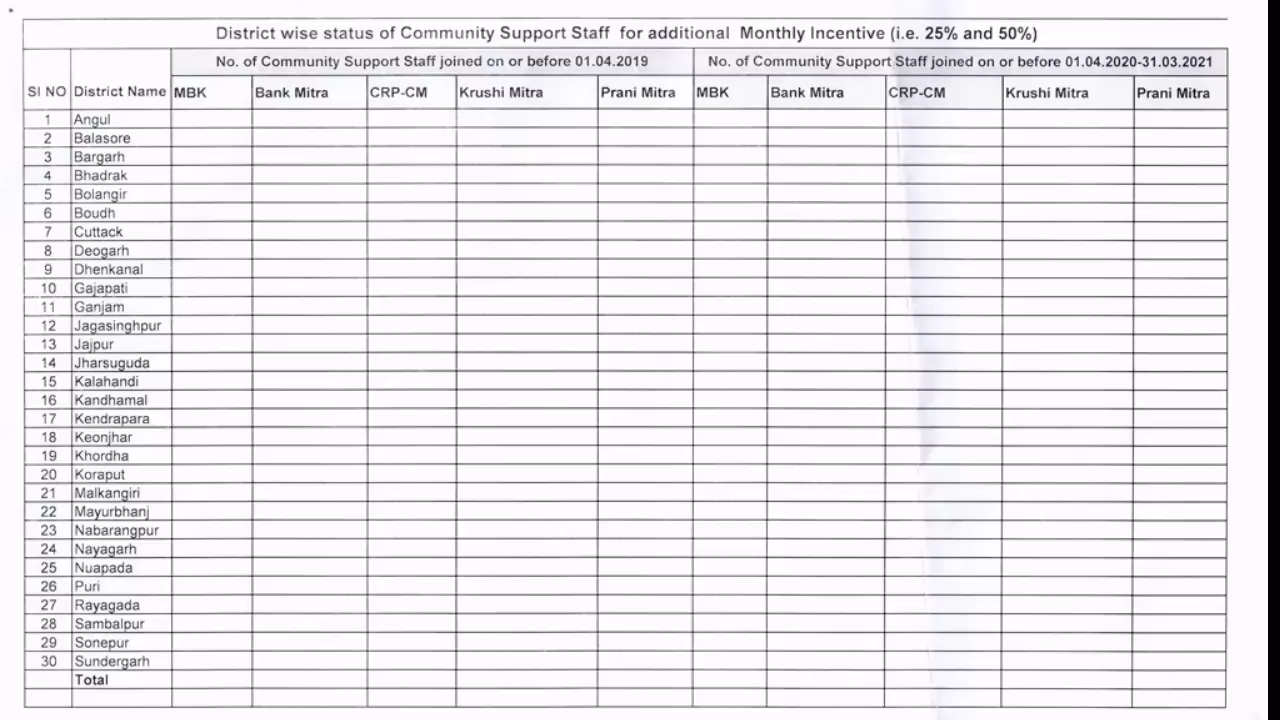 District wise status of Community Support Staff for additional Monthly Incentive (i.e. 25% and 50%)
No. of Community Support Staff joined on or before 01.04.2019 No. of Community Support Staff joined on or before 01.04.2020-31.03.2021
Sl NO District Name MBK Bank Mitra CRP-CM Krushi Mitra Prani Mitra MBK Bank Mitra CRP-CM Krushi Mitra Prani Mitra
1 Angul
2 Balasore
3 Bargarh
4 Bhadrak
5 Bolangir
6 Boudh
7 Cuttack
8 Deogarh
9 Dhenkanal
10 Gajapati
11 Ganjam
12 Jagasinghpur
13 Jajpur
14 Jharsuguda
15 Kalahandi
16 Kandhamal
17 Kendrapara
18 Keonjhar
19 Khordha
20 Koraput
21 Malkangiri
22 Mayurbhanj
23 Nabarangpur
24 Nayagarh
25 Nuapada
26 Puri
27 Rayagada
28 Sambalpur
29 Sonepur
30 Sundergarh
Total